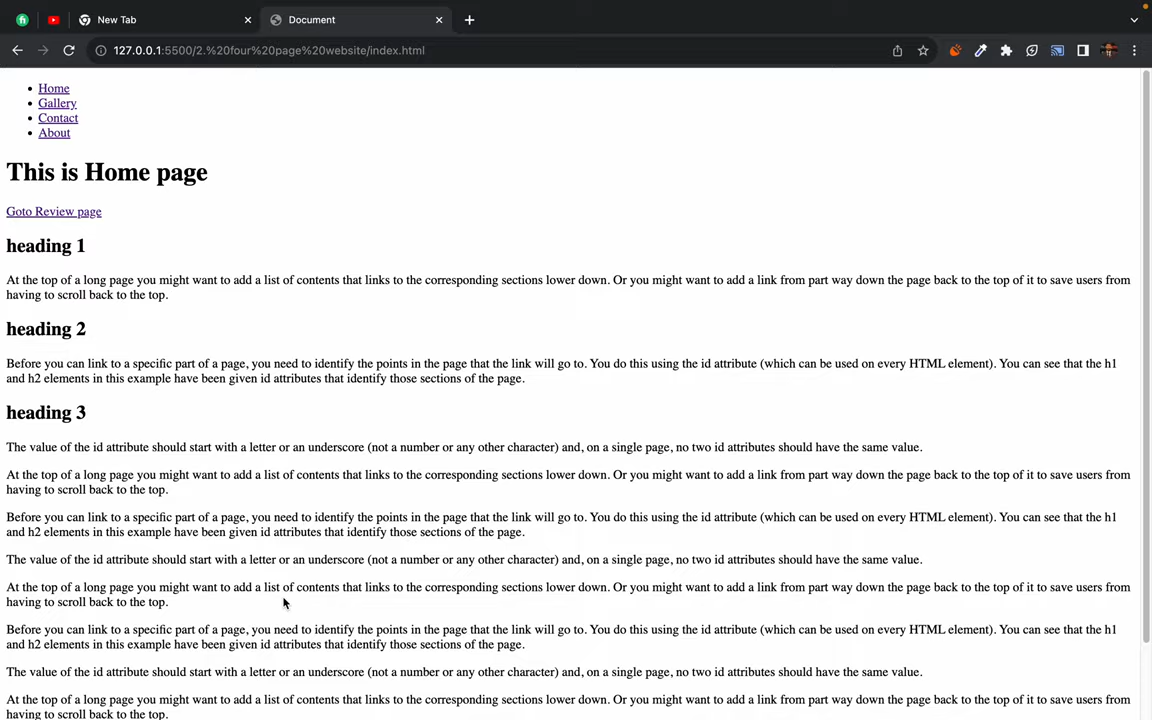 New Tab
Document
127.0.0.1:5500/2.%20four%20page%20website/index.html
Home
Gallery
Contact
About
This is Home page
Goto Review page
heading 1
At the top of a long page you might want to add a list of contents that links to the corresponding sections lower down. Or you might want to add a link from part way down the page back to the top of it to save users from
having to scroll back to the top.
heading 2
Before you can link to a specific part of a page, you need to identify the points in the page that the link will go to. You do this using the id attribute (which can be used on every HTML element). You can see that the h1
and h2 elements in this example have been given id attributes that identify those sections of the page.
heading 3
The value of the id attribute should start with a letter or an underscore (not a number or any other character) and, on a single page, no two id attributes should have the same value.
At the top of a long page you might want to add a list of contents that links to the corresponding sections lower down. Or you might want to add a link from part way down the page back to the top of it to save users from
having to scroll back to the top.
Before you can link to a specific part of a page, you need to identify the points in the page that the link will go to. You do this using the id attribute (which can be used on every HTML element). You can see that the h1
and h2 elements in this example have been given id attributes that identify those sections of the page.
The value of the id attribute should start with a letter or an underscore (not a number or any other character) and, on a single page, no two id attributes should have the same value.
At the top of a long page you might want to add a list of contents that links to the corresponding sections lower down. Or you might want to add a link from part way down the page back to the top of it to save users from
having to scroll back to the top.
Before you can link to a specific part of a page, you need to identify the points in the page that the link will go to. You do this using the id attribute (which can be used on every HTML element). You can see that the h1
and h2 elements in this example have been given id attributes that identify those sections of the page.
The value of the id attribute should start with a letter or an underscore (not a number or any other character) and, on a single page, no two id attributes should have the same value.
At the top of a long page you might want to add a list of contents that links to the corresponding sections lower down. Or you might want to add a link from part way down the page back to the top of it to save users from
having to scroll back to the top.